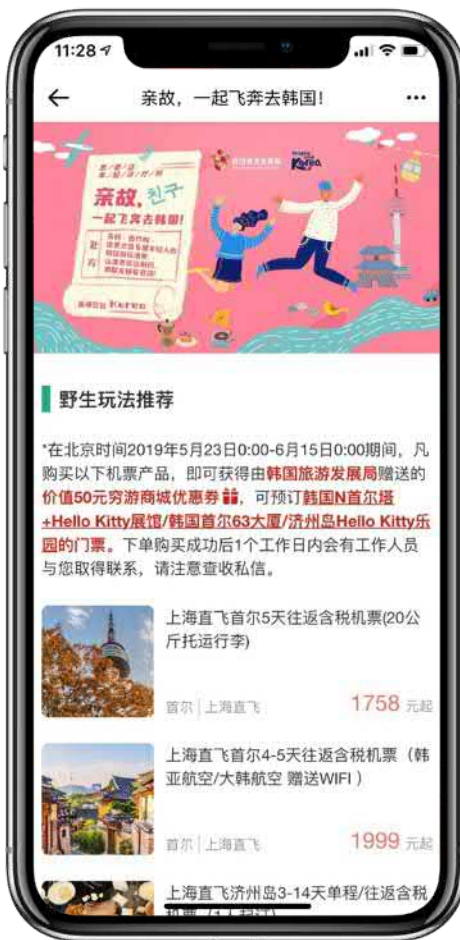 11:28
亲故，一起飞奔去韩国！
亲故，친구
一起飞奔去韩国！
Korea
野生玩法推荐
*在北京时间2019年5月23日0:00-6月15日0:00期间，凡
购买以下机票产品，即可获得由韩国旅游发展局赠送的
价值50元穷游商城优惠券，可预订韩国N首尔塔
+Hello Kitty展馆/韩国首尔63大厦/济州岛Hello Kitty乐
园的门票。下单购买成功后1个工作日内会有工作人员
与您取得联系，请注意查收私信。
上海直飞首尔5天往返含税机票(20公
斤托运行李)
首尔｜上海直飞
1758 元起
上海直飞首尔4-5天往返含税机票（韩
亚航空/大韩航空 赠送WIFI ）
首尔｜上海直飞
1999 元起
上海直飞济州岛3-14天单程/往返含税